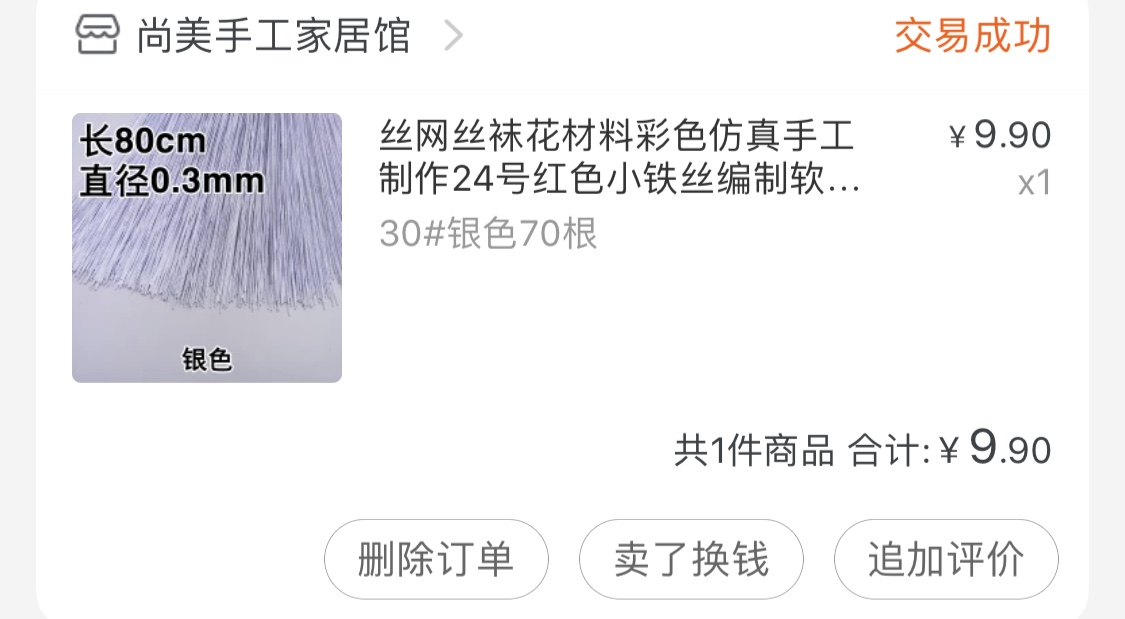 尚美手工家居馆
交易成功
长80cm
直径0.3mm
银色
丝网丝袜花材料彩色仿真手工
制作24号红色小铁丝编制软...
¥9.90
x1
30#银色70根
共1件商品 合计:¥9.90
删除订单
卖了换钱
追加评价